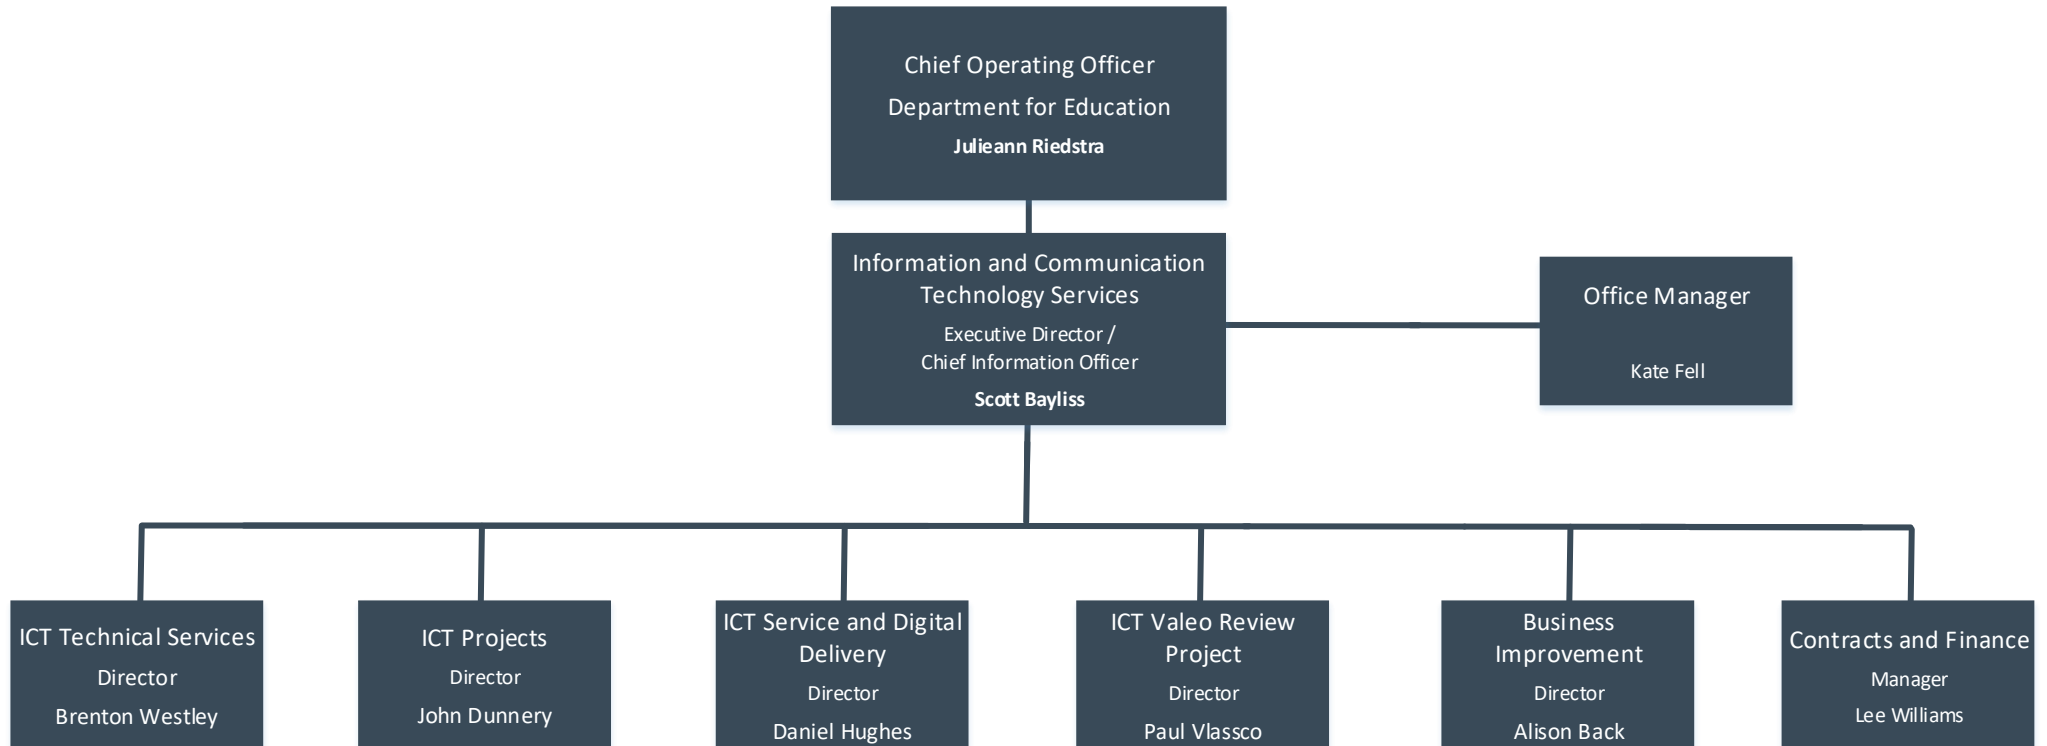 Chief Operating Officer
Department for Education
Julieann Riedstra
Information and Communication
Technology Services
Executive Director /
Chief Information Officer
Scott Bayliss
Office Manager
Kate Fell
ICT Technical Services
Director
Brenton Westley
ICT Projects
Director
John Dunnery
ICT Service and Digital
Delivery
Director
Daniel Hughes
ICT Valeo Review
Project
Director
Paul Vlassco
Business
Improvement
Director
Alison Back
Contracts and Finance
Manager
Lee Williams